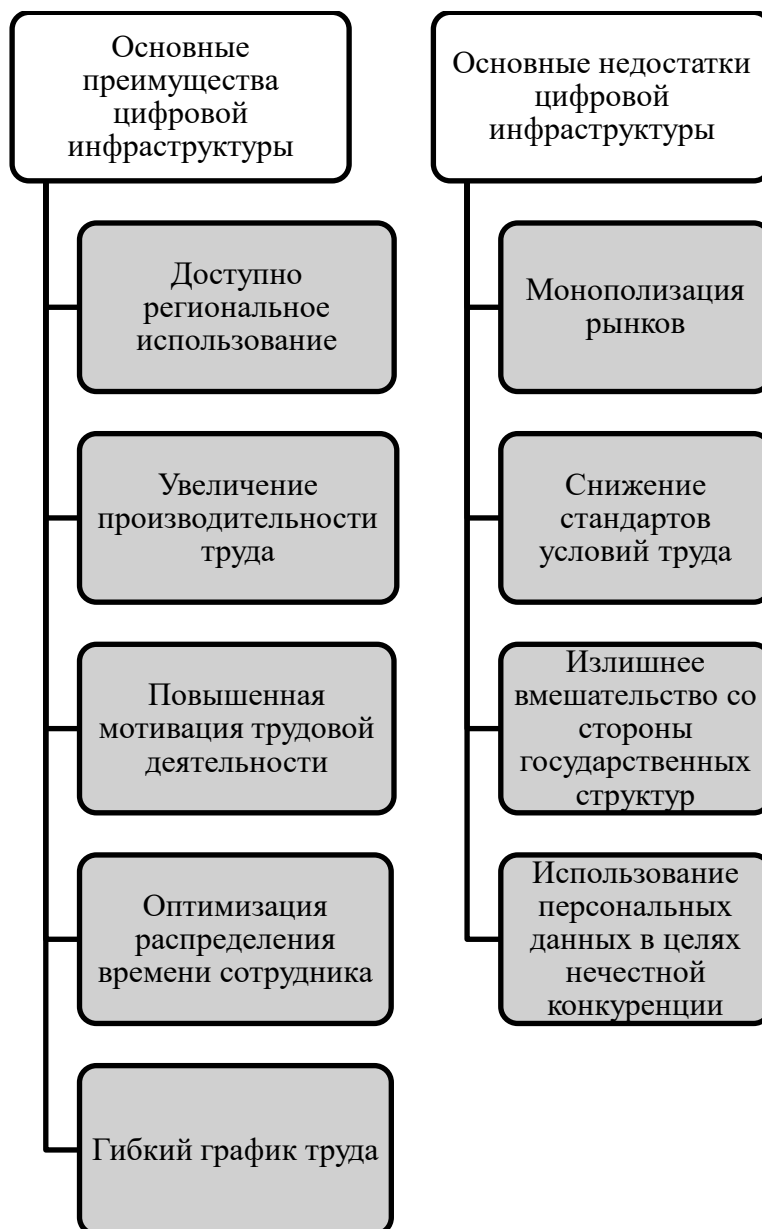 Основные
преимущества
цифровой
инфраструктуры
Доступно
региональное
использование
Увеличение
производительности
труда
Повышенная
мотивация трудовой
деятельности
Оптимизация
распределения
времени сотрудника
Гибкий график труда
Основные недостатки
цифровой
инфраструктуры
Монополизация
рынков
Снижение
стандартов
условий труда
Излишнее
вмешательство со
стороны
государственных
структур
Использование
персональных
данных в целях
нечестной
конкуренции